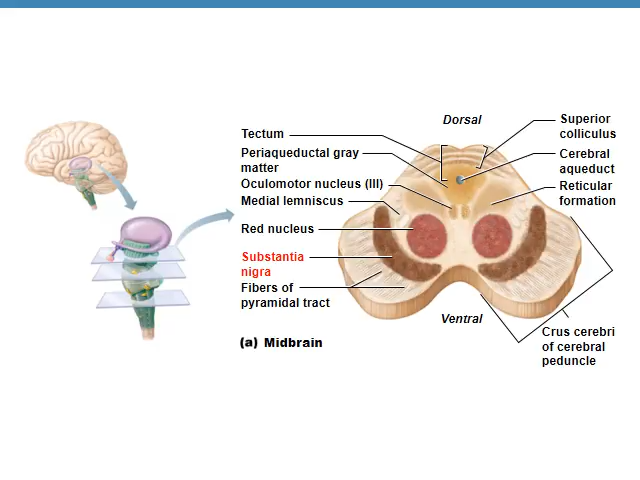 Dorsal
Tectum
Periaqueductal gray
matter
Oculomotor nucleus (III)
Medial lemniscus
Red nucleus
Substantia
nigra
Fibers of
pyramidal tract
Superior
colliculus
Cerebral
aqueduct
Reticular
formation
Ventral
Crus cerebri
of cerebral
peduncle
(a) Midbrain